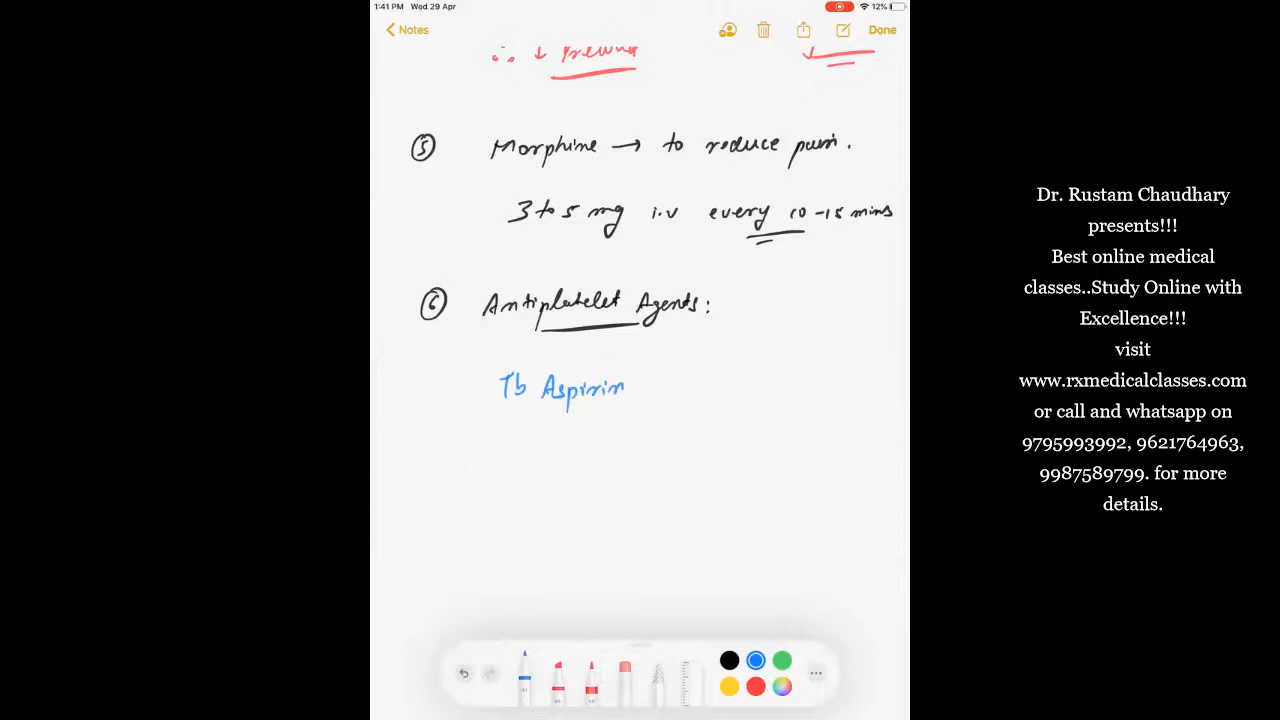 1:41 PM Wed 29 Apr
12%
Notes
Done
∴ ↓ Preload
⑤ Morphine → to reduce pain.
3 to 5 mg i.v every 10-15 mins
⑥ Antiplatelet Agents:
Tb Aspirin
Dr. Rustam Chaudhary
presents!!!
Best online medical
classes..Study Online with
Excellence!!!
visit
www.rxmedicalclasses.com
or call and whatsapp on
9795993992, 9621764963,
9987589799. for more
details.